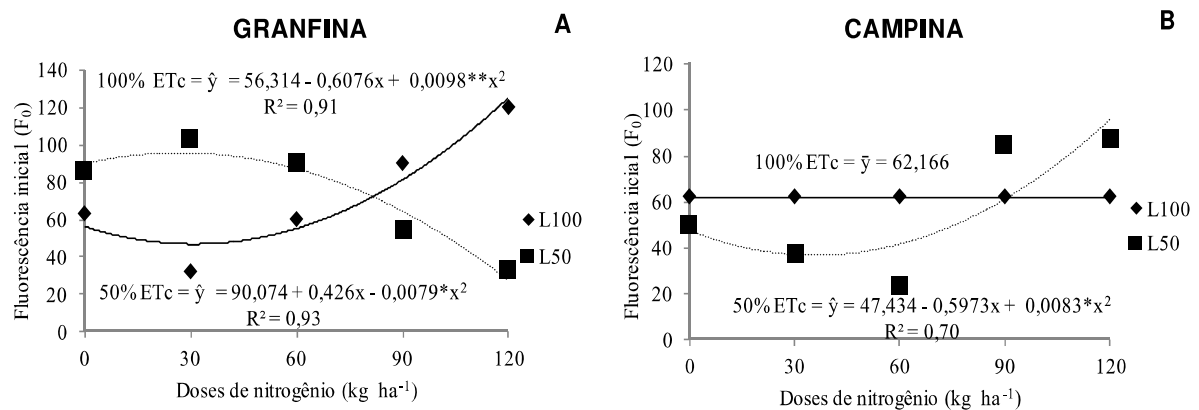 GRANFINA
A
100% ETc = ŷ = 56,314 - 0,6076x + 0,0098**x²
R² = 0,91
140
120
100
80
60
40
20
0
Fluorescência inicial (F₀)
50% ETc = ŷ = 90,074 + 0,426x - 0,0079*x²
R² = 0,93
0 30 60 90 120
Doses de nitrogênio (kg ha⁻¹)
L100
L50
CAMPINA
B
120
100
80
60
40
20
0
Fluorescência iicial (F₀)
100% ETc = ȳ = 62,166
50% ETc = ŷ = 47,434 - 0,5973x + 0,0083*x²
R² = 0,70
0 30 60 90 120
Doses de nitrogênio (kg ha⁻¹)
L100
L50